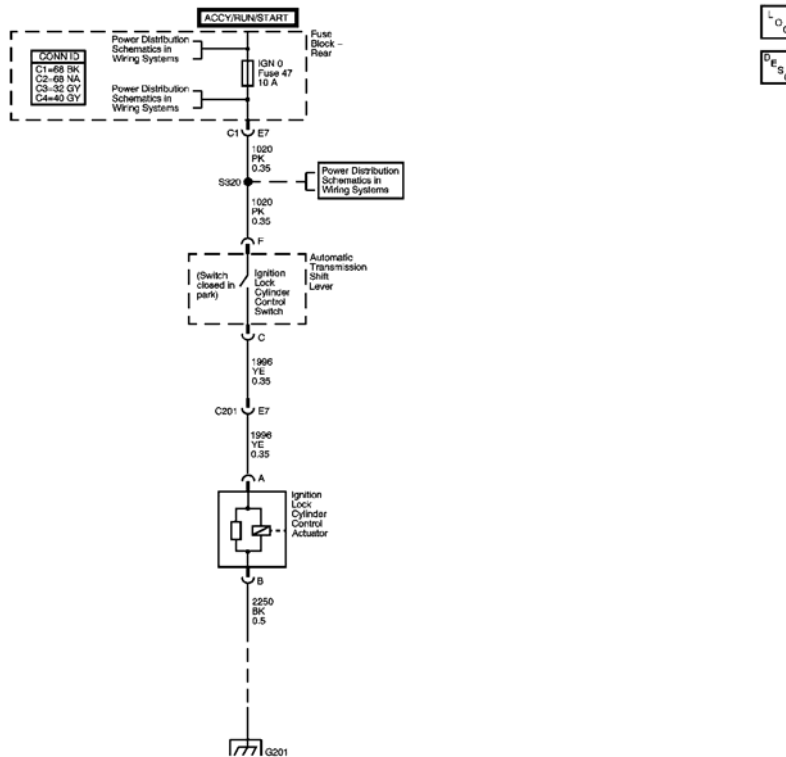 ACCY/RUN/START
Power Distribution
Schematics in
Wiring Systems
Fuse
Block –
Rear
CONN ID
C1=68 BK
C2=68 NA
C3=32 GY
C4=40 GY
IGN 0
Fuse 47
10 A
Power Distribution
Schematics in
Wiring Systems
C1 E7
1020
PK
0.35
S320
Power Distribution
Schematics in
Wiring Systems
1020
PK
0.35
F
Automatic
Transmission
Shift
Lever
(Switch
closed in
park)
Ignition
Lock
Cylinder
Control
Switch
C
1996
YE
0.35
C201 E7
1996
YE
0.35
A
Ignition
Lock
Cylinder
Control
Actuator
B
2250
BK
0.5
G201